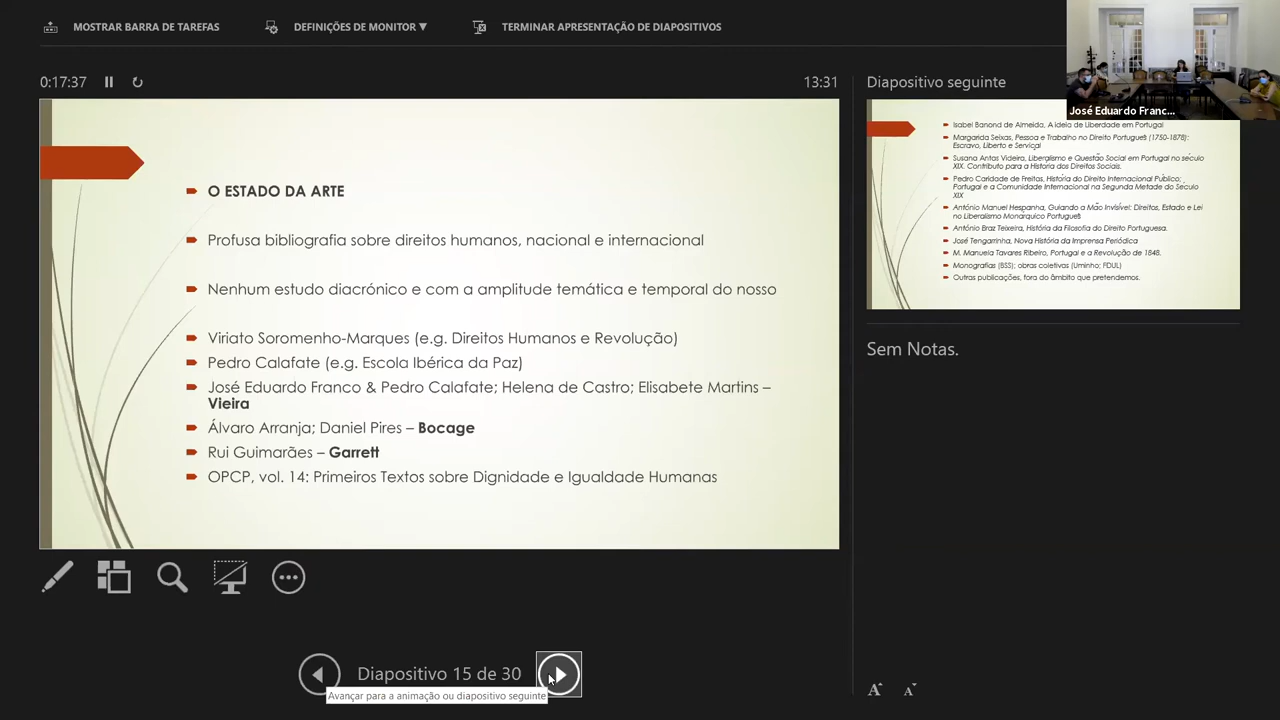 MOSTRAR BARRA DE TAREFAS
DEFINIÇÕES DE MONITOR ▼
TERMINAR APRESENTAÇÃO DE DIAPOSITIVOS
0:17:37
13:31
O ESTADO DA ARTE
Profusa bibliografia sobre direitos humanos, nacional e internacional
Nenhum estudo diacrónico e com a amplitude temática e temporal do nosso
Viriato Soromenho-Marques (e.g. Direitos Humanos e Revolução)
Pedro Calafate (e.g. Escola Ibérica da Paz)
José Eduardo Franco & Pedro Calafate; Helena de Castro; Elisabete Martins –
Vieira
Álvaro Arranja; Daniel Pires – Bocage
Rui Guimarães – Garrett
OPCP, vol. 14: Primeiros Textos sobre Dignidade e Igualdade Humanas
Diapositivo 15 de 30
Avançar para a animação ou diapositivo seguinte
Diapositivo seguinte
José Eduardo Franc...
Isabel Banond de Almeida, A ideia de Liberdade em Portugal
Margarida Seixas, Pessoa e Trabalho no Direito Português (1750-1878):
Escravo, Liberto e Serviçal
Susana Antas Videira, Liberalismo e Questão Social em Portugal no século
XIX. Contributo para a História dos Direitos Sociais.
Pedro Caridade de Freitas, História do Direito Internacional Público;
Portugal e a Comunidade Internacional na Segunda Metade do Século
XIX
António Manuel Hespanha, Guiando a Mão Invisível: Direitos, Estado e Lei
no Liberalismo Monárquico Português
António Braz Teixeira, História da Filosofia do Direito Portuguesa.
José Tengarrinha, Nova História da Imprensa Periódica
M. Manuela Tavares Ribeiro, Portugal e a Revolução de 1848.
Monografias (BSS); obras coletivas (Uminho; FDUL)
Outras publicações, fora do âmbito que pretendemos.
Sem Notas.
A A